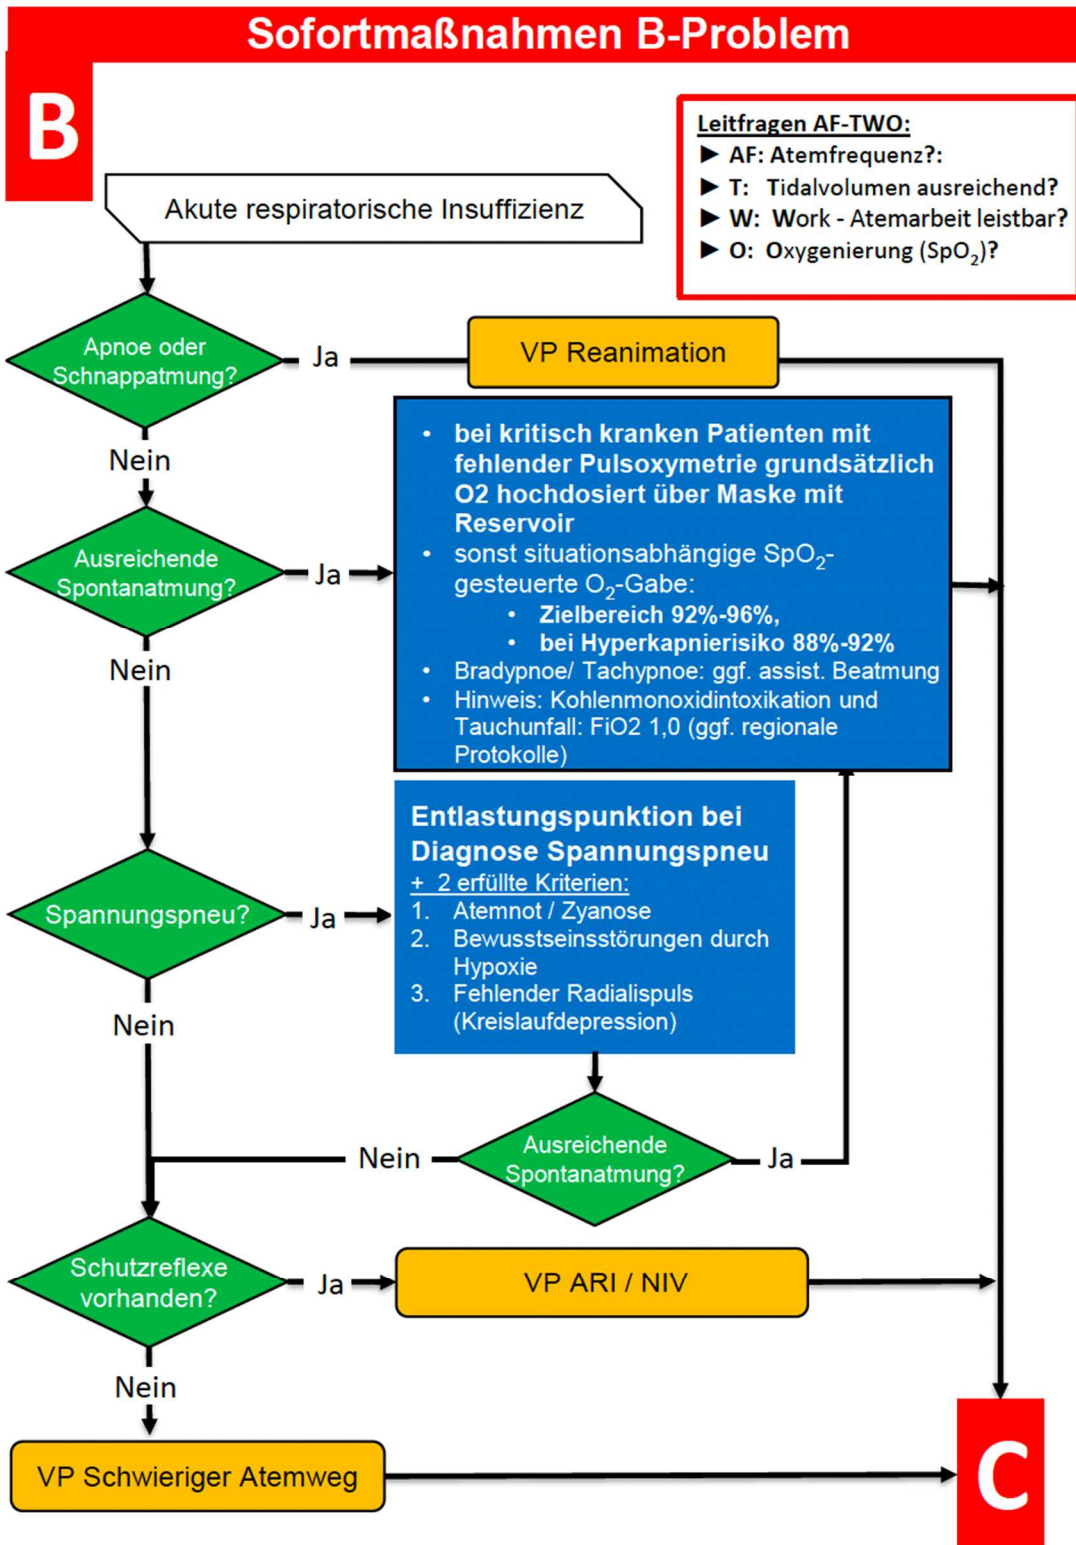 Sofortmaßnahmen B-Problem
B
Leitfragen AF-TWO:
► AF: Atemfrequenz?:
► T: Tidalvolumen ausreichend?
► W: Work - Atemarbeit leistbar?
► O: Oxygenierung (SpO₂)?
Akute respiratorische Insuffizienz
Apnoe oder
Schnappatmung?
Ja
VP Reanimation
Nein
• bei kritisch kranken Patienten mit
fehlender Pulsoxymetrie grundsätzlich
O2 hochdosiert über Maske mit
Reservoir
• sonst situationsabhängige SpO₂-
gesteuerte O₂-Gabe:
• Zielbereich 92%-96%,
• bei Hyperkapnierisiko 88%-92%
• Bradypnoe/ Tachypnoe: ggf. assist. Beatmung
• Hinweis: Kohlenmonoxidintoxikation und
Tauchunfall: FiO2 1,0 (ggf. regionale
Protokolle)
Ausreichende
Spontanatmung?
Ja
Nein
Entlastungspunktion bei
Diagnose Spannungspneu
+ 2 erfüllte Kriterien:
1. Atemnot / Zyanose
2. Bewusstseinsstörungen durch
Hypoxie
3. Fehlender Radialispuls
(Kreislaufdepression)
Spannungspneu?
Ja
Nein
Ausreichende
Spontanatmung?
Nein
Ja
Schutzreflexe
vorhanden?
Ja
VP ARI / NIV
Nein
VP Schwieriger Atemweg
C